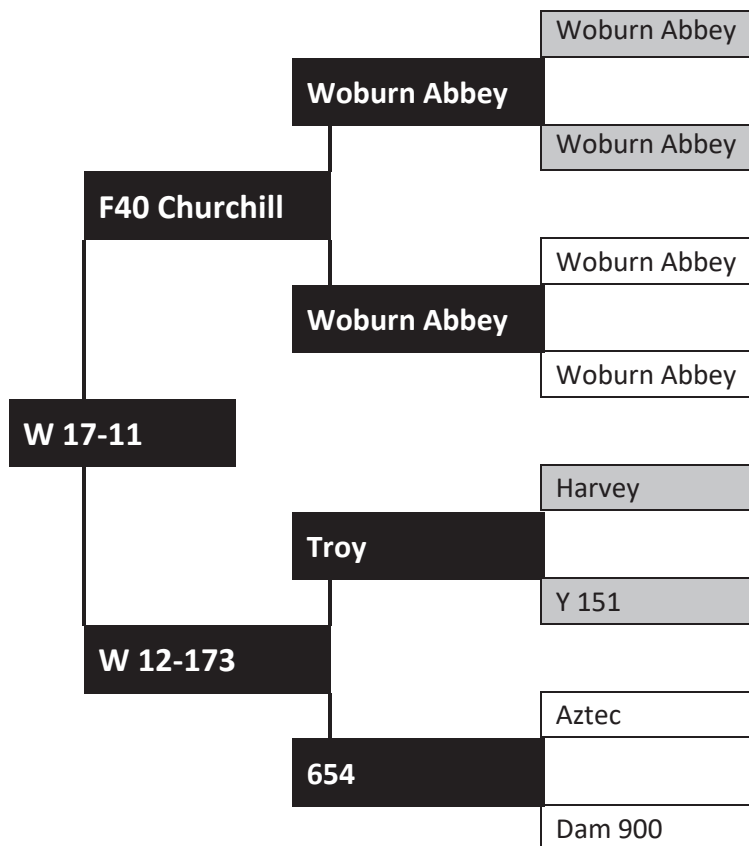 Woburn Abbey
Woburn Abbey
Woburn Abbey
F40 Churchill
Woburn Abbey
Woburn Abbey
Woburn Abbey
W 17-11
Harvey
Troy
Y 151
W 12-173
Aztec
654
Dam 900